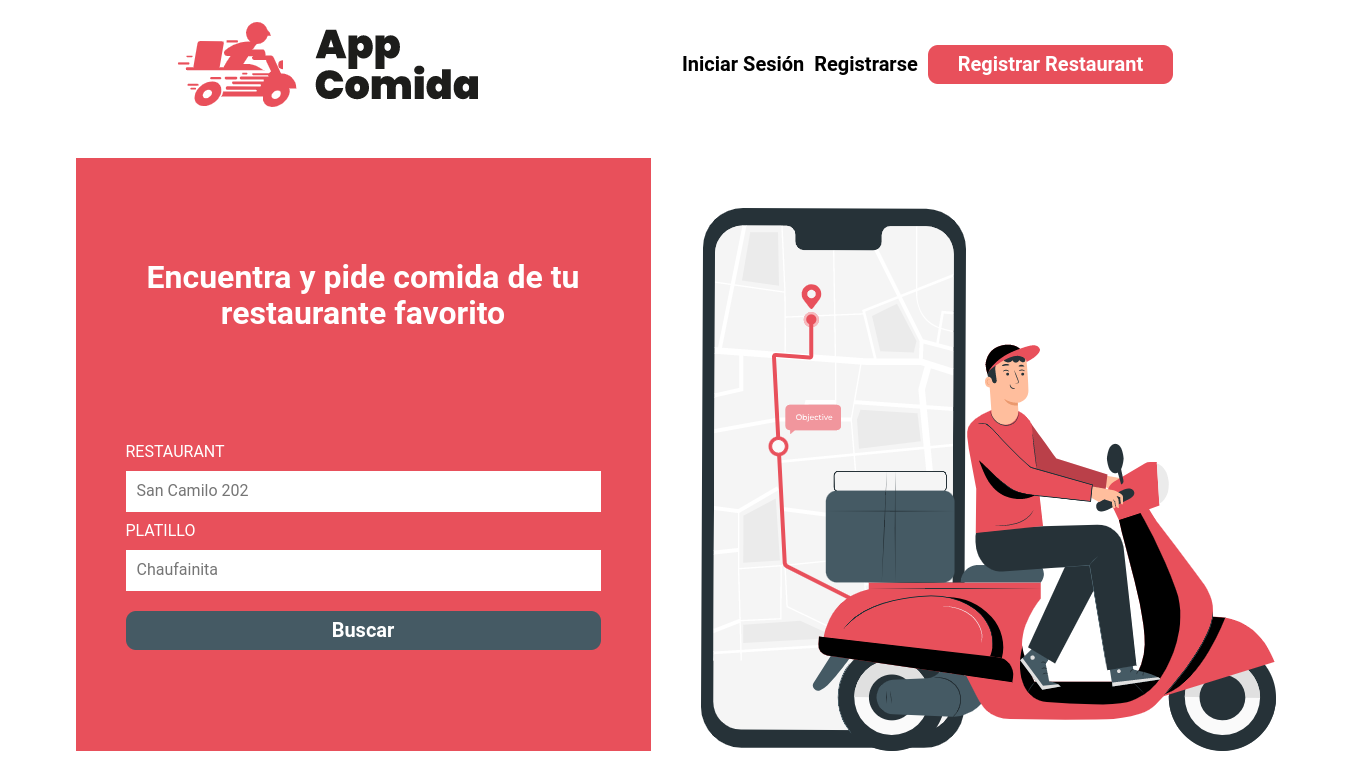 App
Comida
Iniciar Sesión Registrarse Registrar Restaurant
Encuentra y pide comida de tu
restaurante favorito
RESTAURANT
San Camilo 202
PLATILLO
Chaufainita
Buscar
Objective